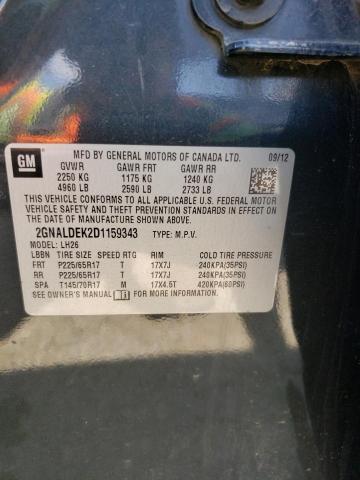 GM
MFD BY GENERAL MOTORS OF CANADA LTD. 09/12
GVWR GAWR FRT GAWR RR
2250 KG 1175 KG 1240 KG
4960 LB 2590 LB 2733 LB
THIS VEHICLE CONFORMS TO ALL APPLICABLE U.S. FEDERAL MOTOR
VEHICLE SAFETY AND THEFT PREVENTION STANDARDS IN EFFECT ON THE DATE
OF MANUFACTURE SHOWN ABOVE.
2GNALDEK2D1159343 TYPE: M.P.V.
MODEL: LH26
LBBN TIRE SIZE SPEED RTG RIM COLD TIRE PRESSURE
FRT P225/65R17 T 17X7J 240KPA(35PSI)
RR P225/65R17 T 17X7J 240KPA(35PSI)
SPA T145/70R17 M 17X4.5T 420KPA(60PSI)
SEE OWNER'S MANUAL FOR ADDITIONAL INFORMATION.